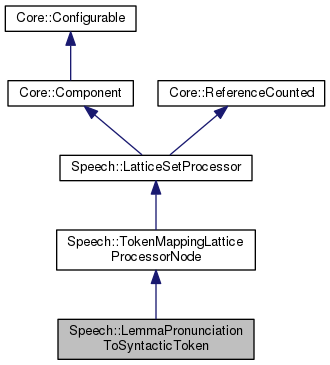 Core::Configurable
Core::Component
Core::ReferenceCounted
Speech::LatticeSetProcessor
Speech::TokenMappingLattice
ProcessorNode
Speech::LemmaPronunciation
ToSyntacticToken